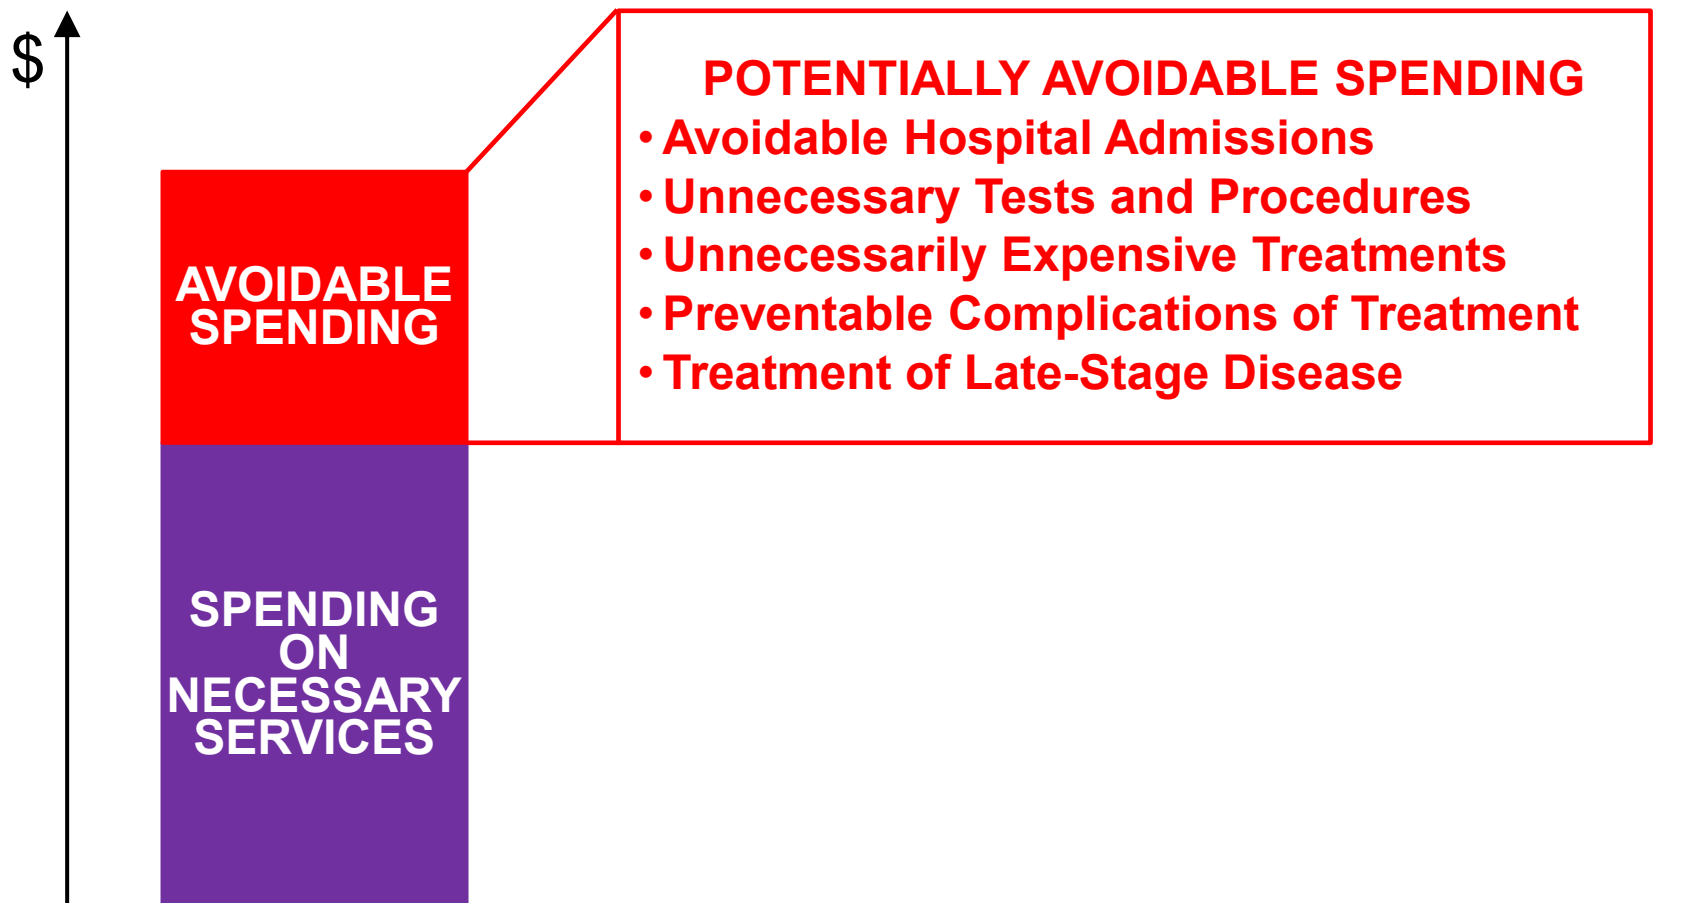 $
POTENTIALLY AVOIDABLE SPENDING
• Avoidable Hospital Admissions
• Unnecessary Tests and Procedures
• Unnecessarily Expensive Treatments
• Preventable Complications of Treatment
• Treatment of Late-Stage Disease
AVOIDABLE
SPENDING
SPENDING
ON
NECESSARY
SERVICES